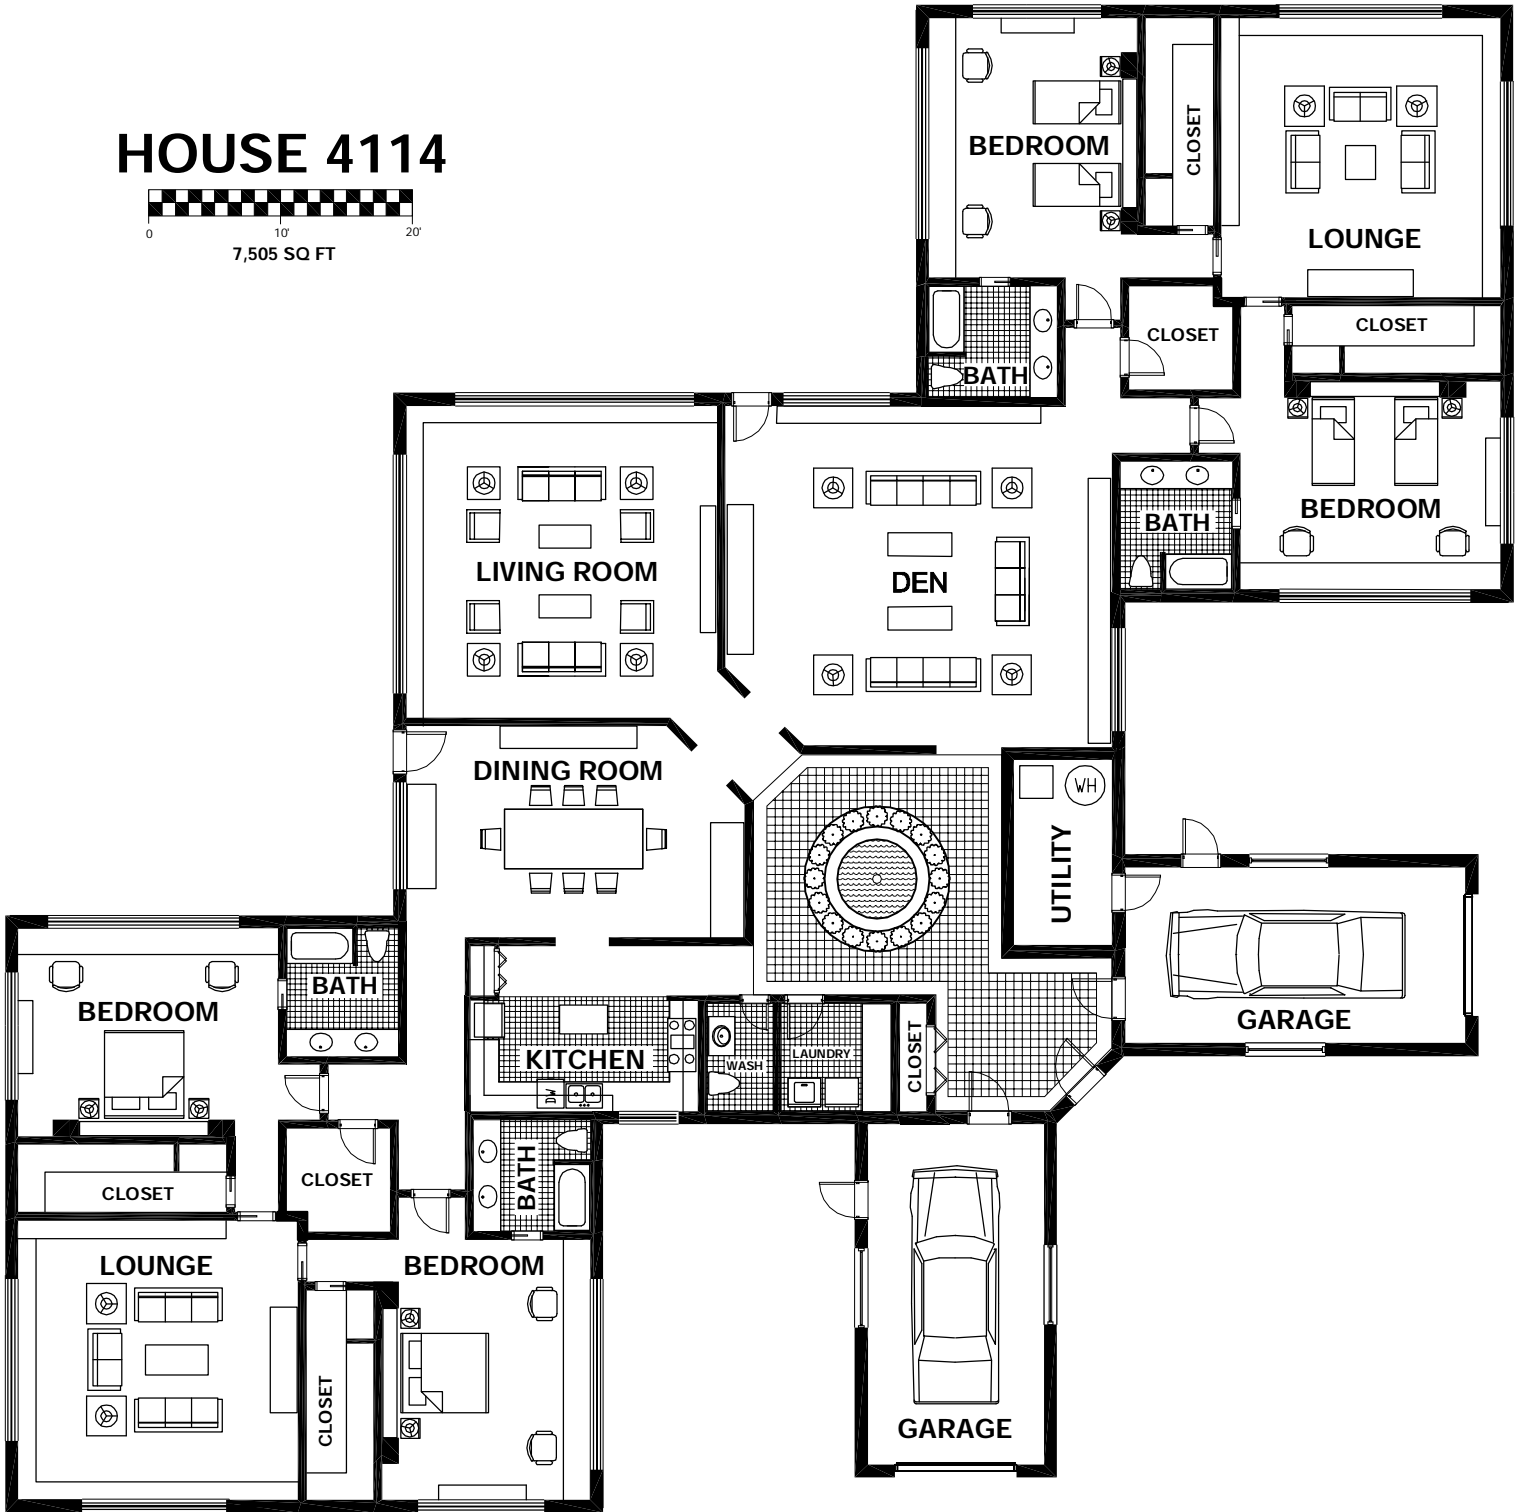 HOUSE 4114
0 10' 20'
7,505 SQ FT
BEDROOM
CLOSET
LOUNGE
BATH
CLOSET
CLOSET
BEDROOM
BATH
LIVING ROOM
DEN
DINING ROOM
WH
UTILITY
GARAGE
BEDROOM
BATH
KITCHEN
DW
WASH
LAUNDRY
CLOSET
CLOSET
CLOSET
BATH
LOUNGE
BEDROOM
CLOSET
GARAGE